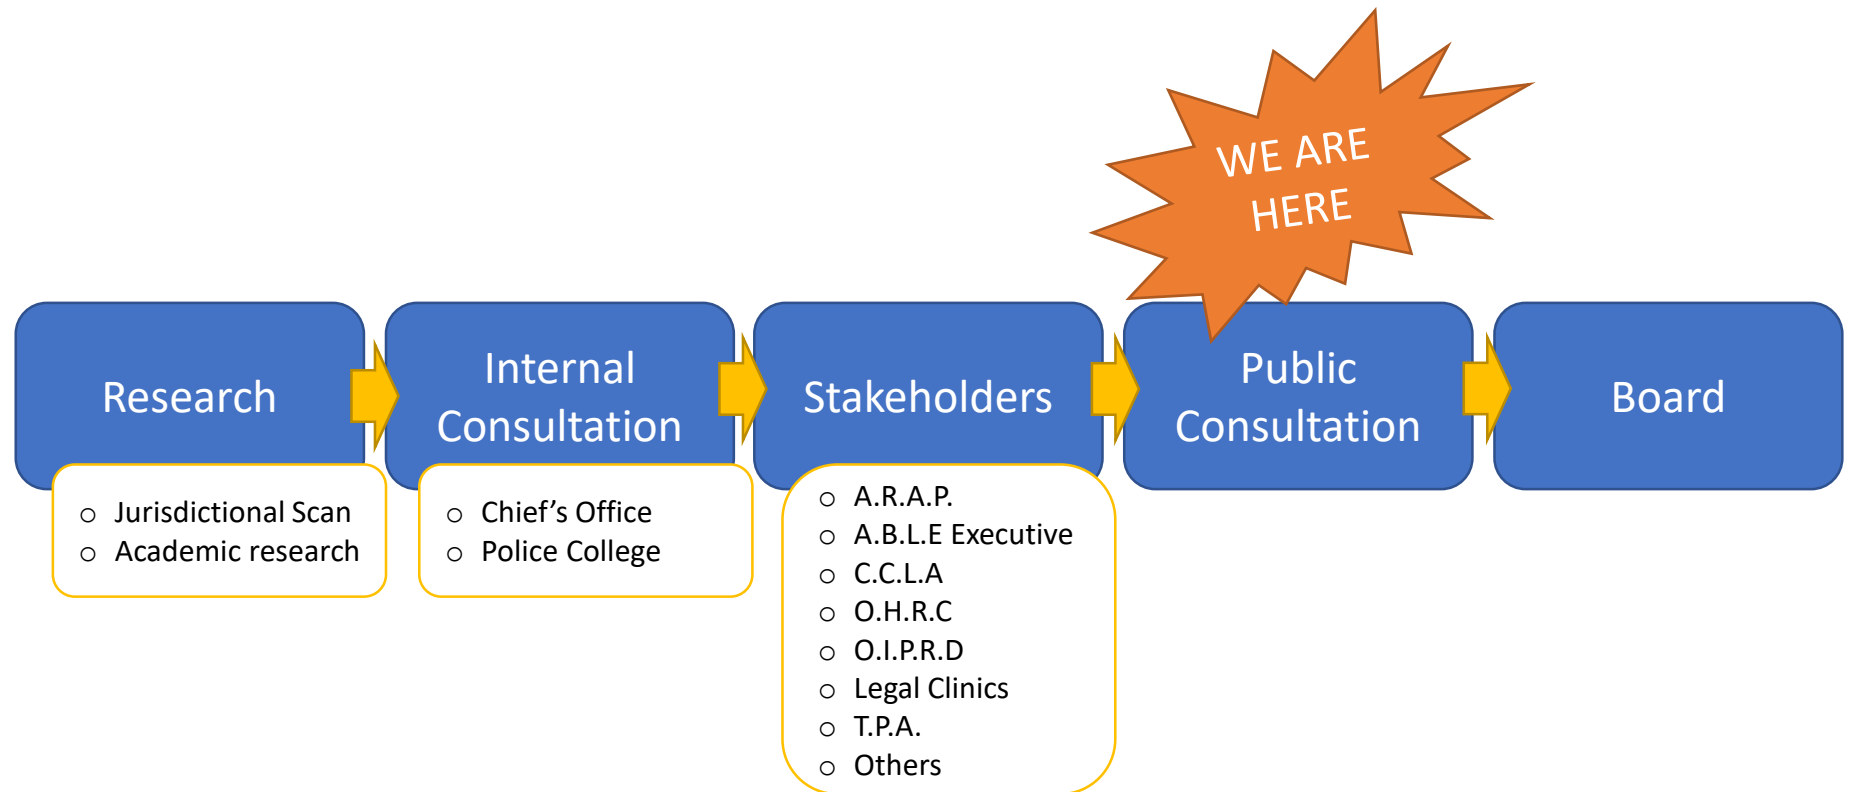 WE ARE
HERE
Research
Internal
Consultation
Stakeholders
Public
Consultation
Board
○ Jurisdictional Scan
○ Academic research
○ Chief’s Office
○ Police College
○ A.R.A.P.
○ A.B.L.E Executive
○ C.C.L.A
○ O.H.R.C
○ O.I.P.R.D
○ Legal Clinics
○ T.P.A.
○ Others